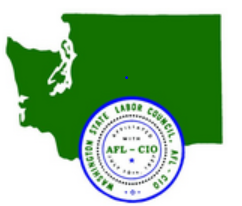 WASHINGTON STATE LABOR COUNCIL, AFL - CIO
AFFILIATED
WITH
AFL - CIO